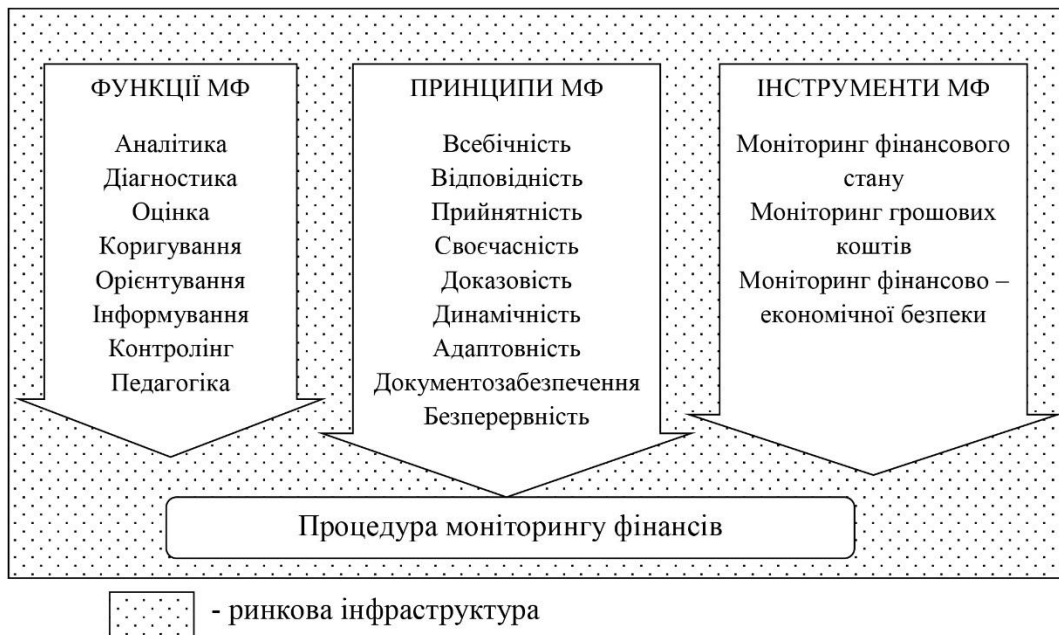 ФУНКЦІЇ МФ
Аналітика
Діагностика
Оцінка
Коригування
Орієнтування
Інформування
Контролінг
Педагогіка
ПРИНЦИПИ МФ
Всебічність
Відповідність
Прийнятність
Своєчасність
Доказовість
Динамічність
Адаптовність
Документозабезпечення
Безперервність
ІНСТРУМЕНТИ МФ
Моніторинг фінансового
стану
Моніторинг грошових
коштів
Моніторинг фінансово –
економічної безпеки
Процедура моніторингу фінансів
- ринкова інфраструктура